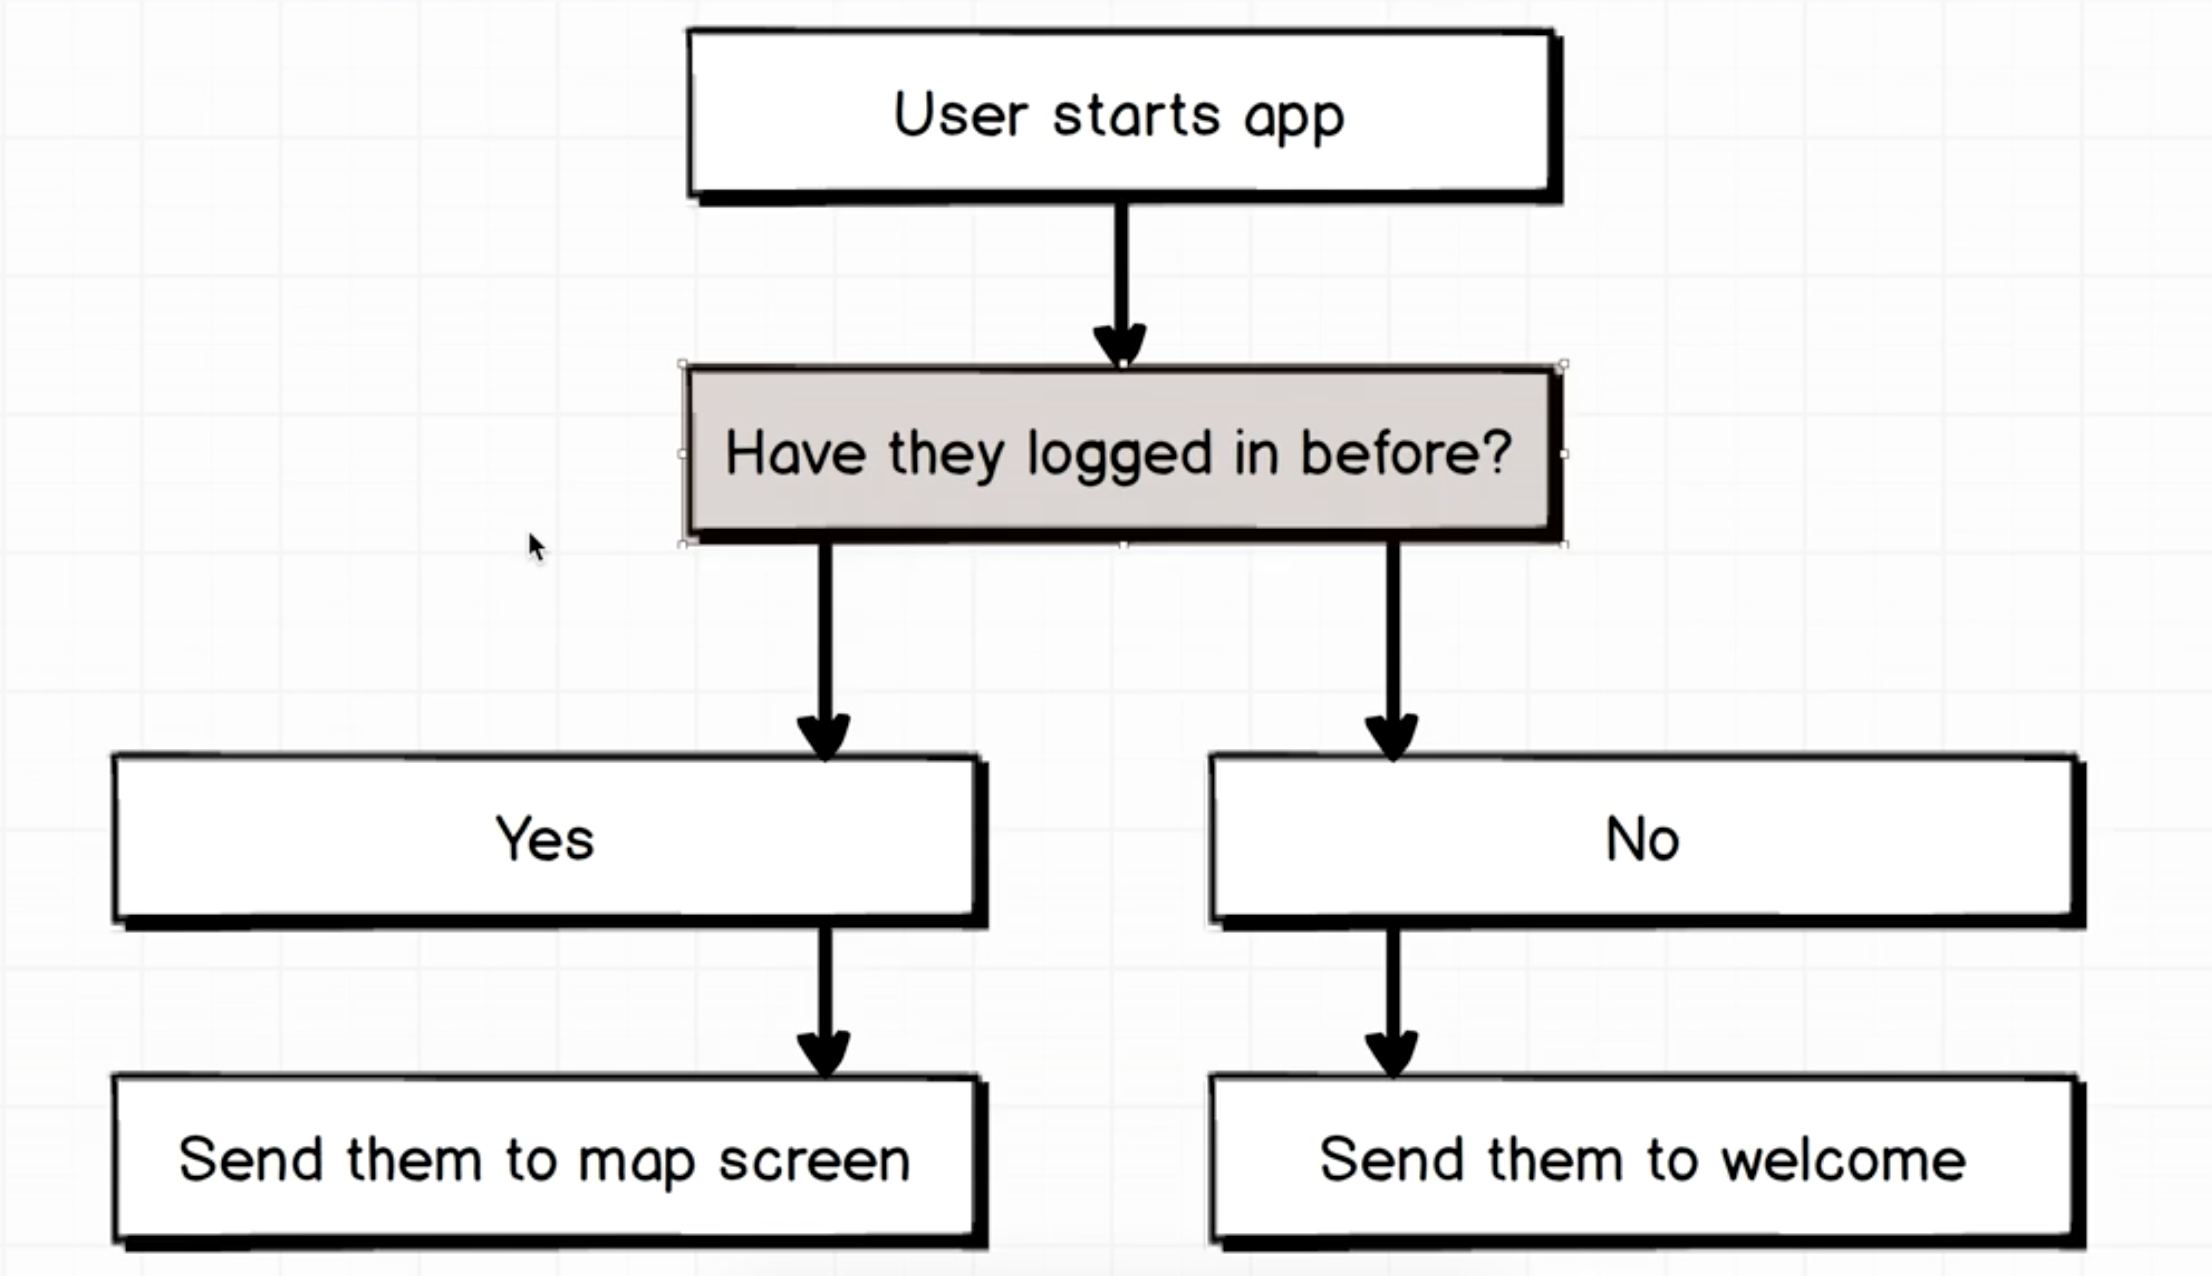 User starts app
Have they logged in before?
Yes
No
Send them to map screen
Send them to welcome